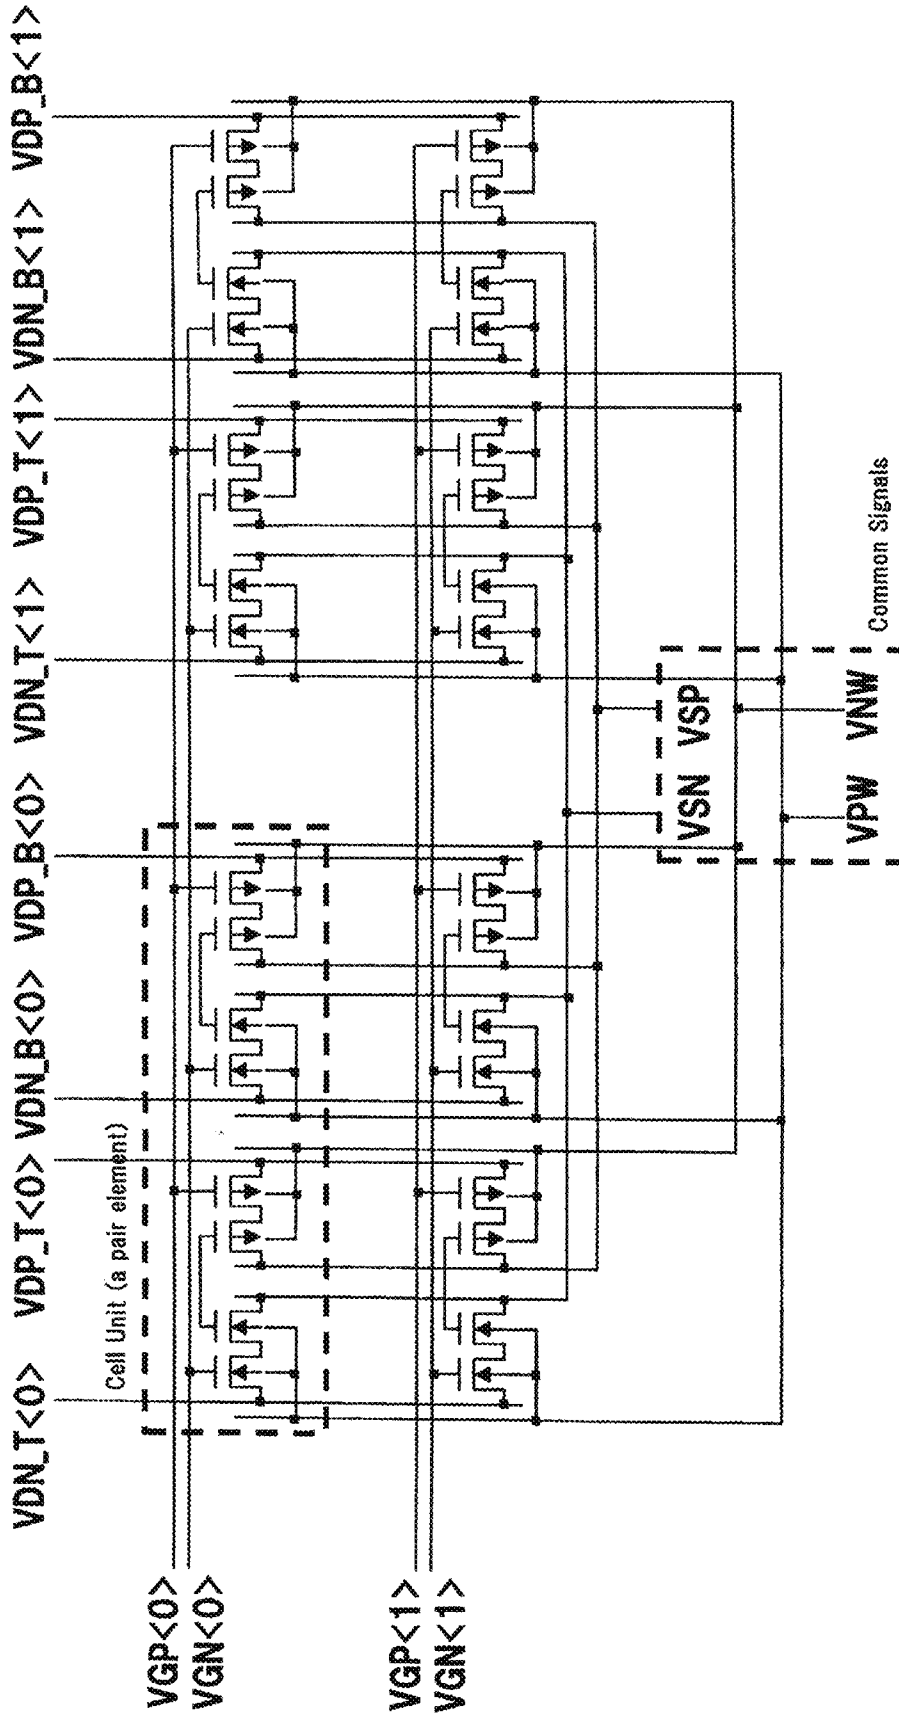 VDN_T<0>
VDP_T<0>
VDN_B<0>
VDP_B<0>
VDN_T<1>
VDP_T<1>
VDN_B<1>
VDP_B<1>
Cell Unit (a pair element)
VGP<0>
VGN<0>
VGP<1>
VGN<1>
VSN VSP
VPW VNW
Common Signals